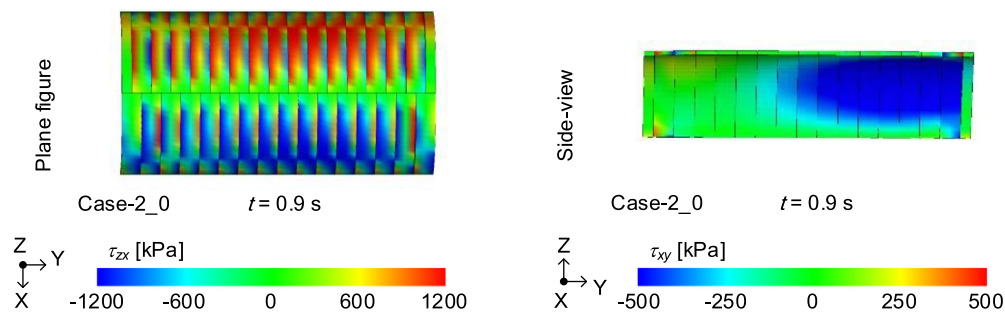 Plane figure
Case-2_0 t = 0.9 s
Z
Y
X
τzx [kPa]
-1200 -600 0 600 1200
Side-view
Case-2_0 t = 0.9 s
Z
Y
X
τxy [kPa]
-500 -250 0 250 500